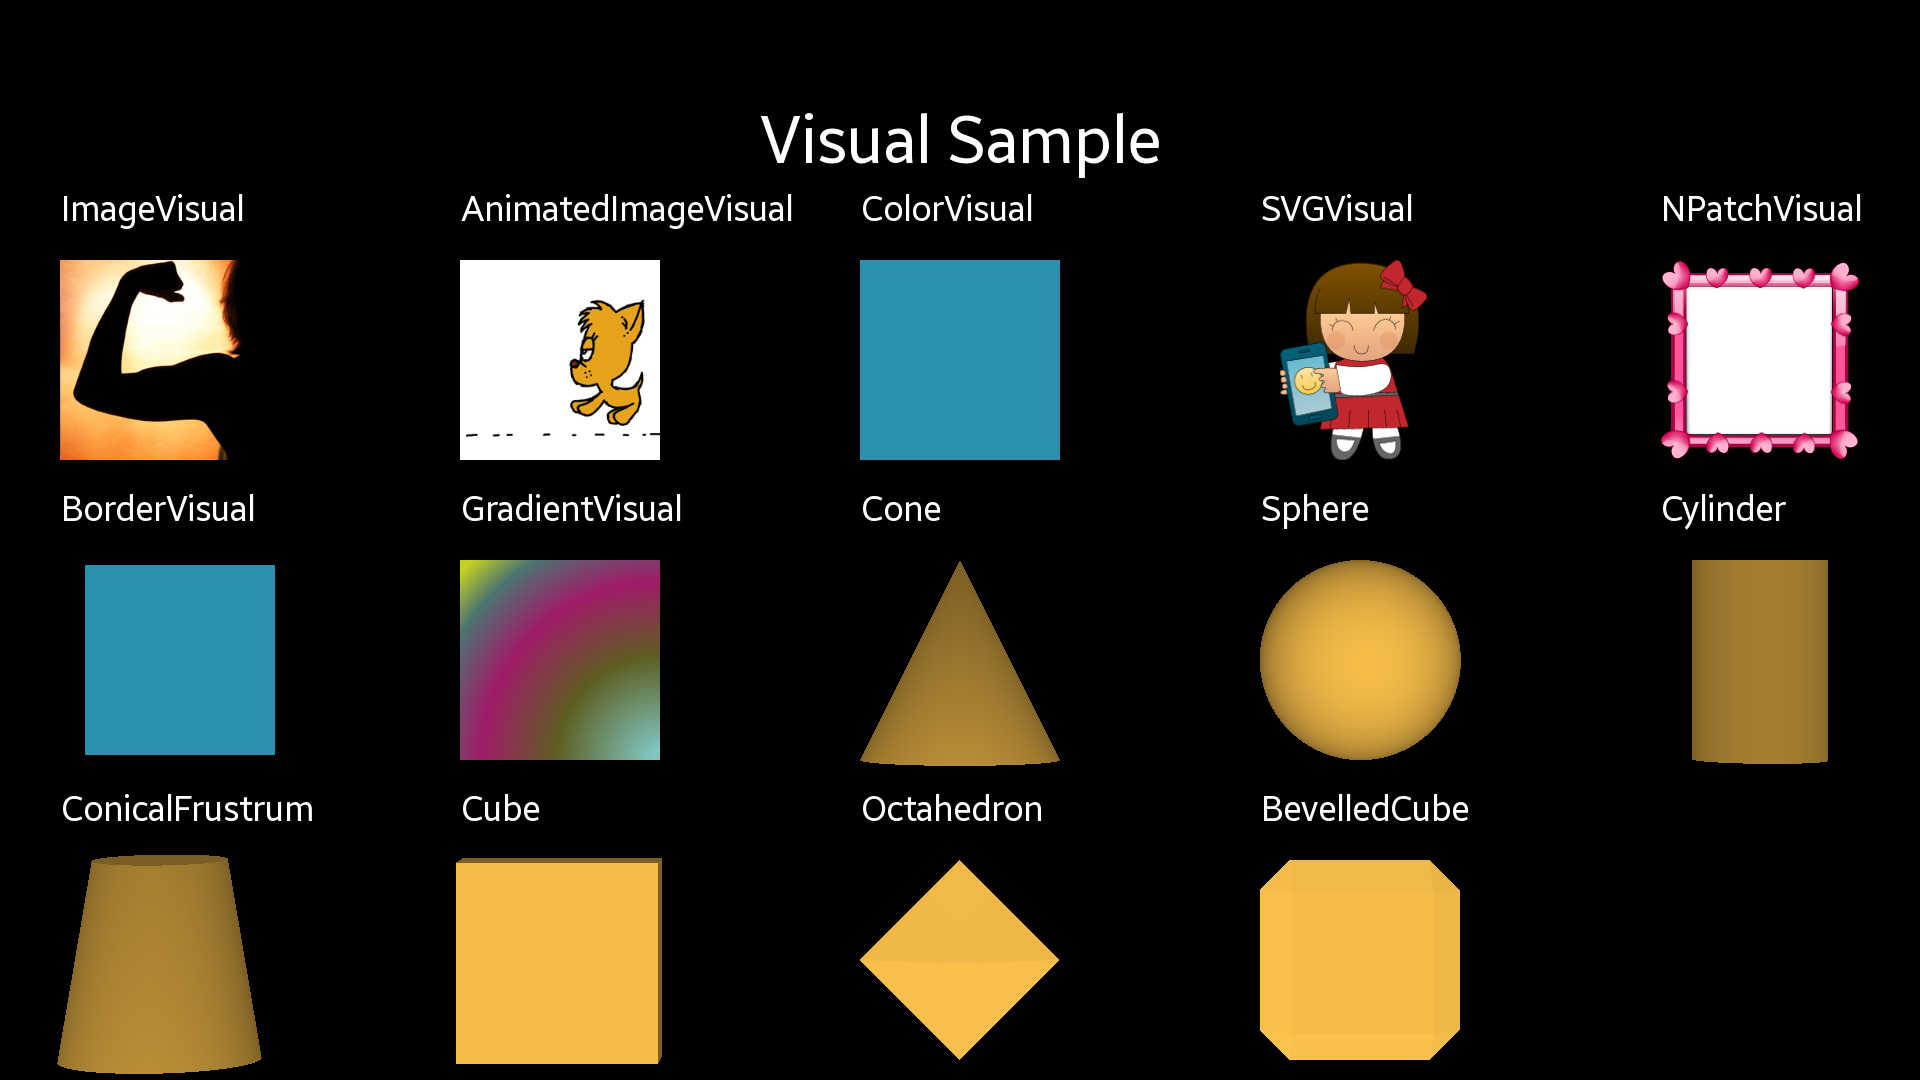 Visual Sample
ImageVisual
AnimatedImageVisual
ColorVisual
SVGVisual
NPatchVisual
BorderVisual
GradientVisual
Cone
Sphere
Cylinder
ConicalFrustrum
Cube
Octahedron
BevelledCube